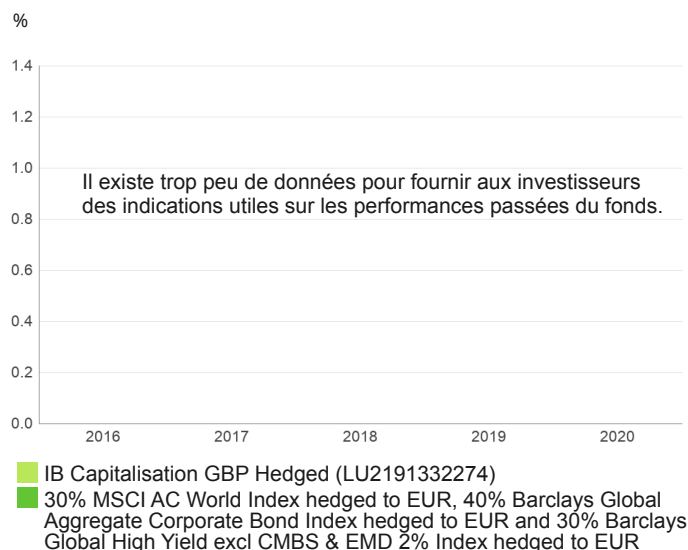 %
1.4
1.2
1.0
0.8
0.6
0.4
0.2
0.0
Il existe trop peu de données pour fournir aux investisseurs
des indications utiles sur les performances passées du fonds.
2016 2017 2018 2019 2020
IB Capitalisation GBP Hedged (LU2191332274)
30% MSCI AC World Index hedged to EUR, 40% Barclays Global
Aggregate Corporate Bond Index hedged to EUR and 30% Barclays
Global High Yield excl CMBS & EMD 2% Index hedged to EUR